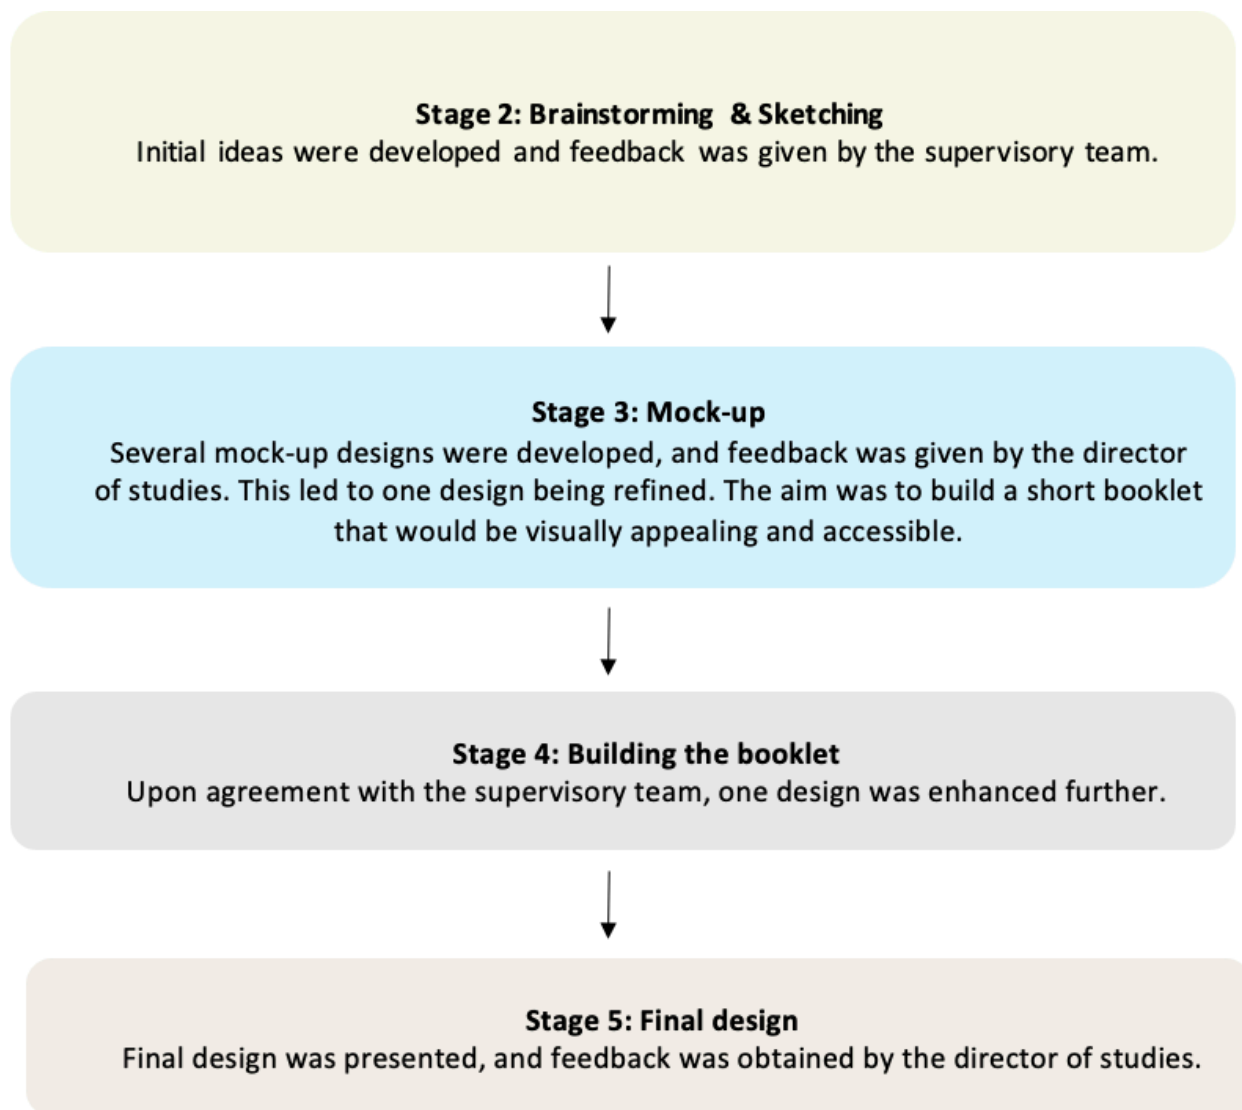 Stage 2: Brainstorming & Sketching
Initial ideas were developed and feedback was given by the supervisory team.
Stage 3: Mock-up
Several mock-up designs were developed, and feedback was given by the director
of studies. This led to one design being refined. The aim was to build a short booklet
that would be visually appealing and accessible.
Stage 4: Building the booklet
Upon agreement with the supervisory team, one design was enhanced further.
Stage 5: Final design
Final design was presented, and feedback was obtained by the director of studies.